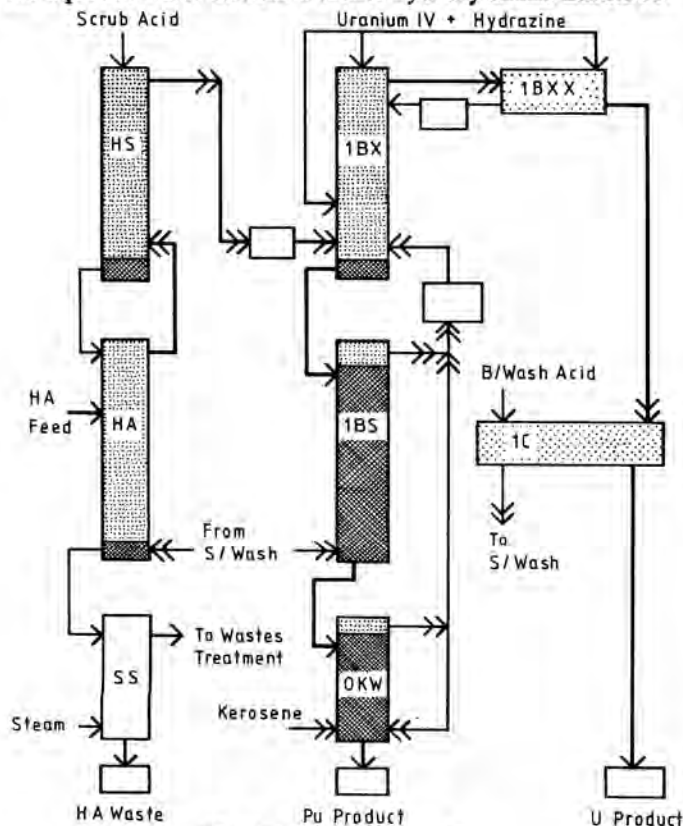 Scrub Acid
Uranium IV + Hydrazine
HS
1BX
1BXX
HA
Feed
HA
1BS
B/Wash Acid
1C
From
S/Wash
To
S/Wash
SS
To Wastes
Treatment
OKW
Steam
Kerosene
HA Waste
Pu Product
U Product